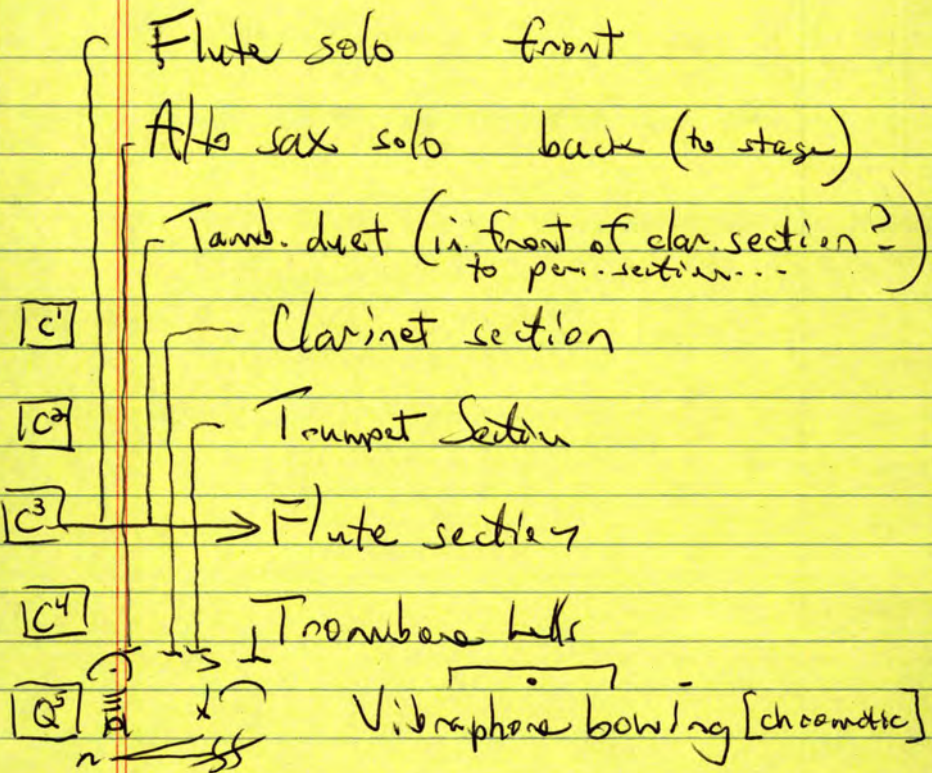 Flute solo front
Alto sax solo back (to stage)
Tamb. duet (in front of clar. section?
to perc. section...)
C¹ Clarinet section
C² Trumpet Section
C³ Flute section
C⁴ Trombone
Q⁵ Vibraphone bowing [chromatic]